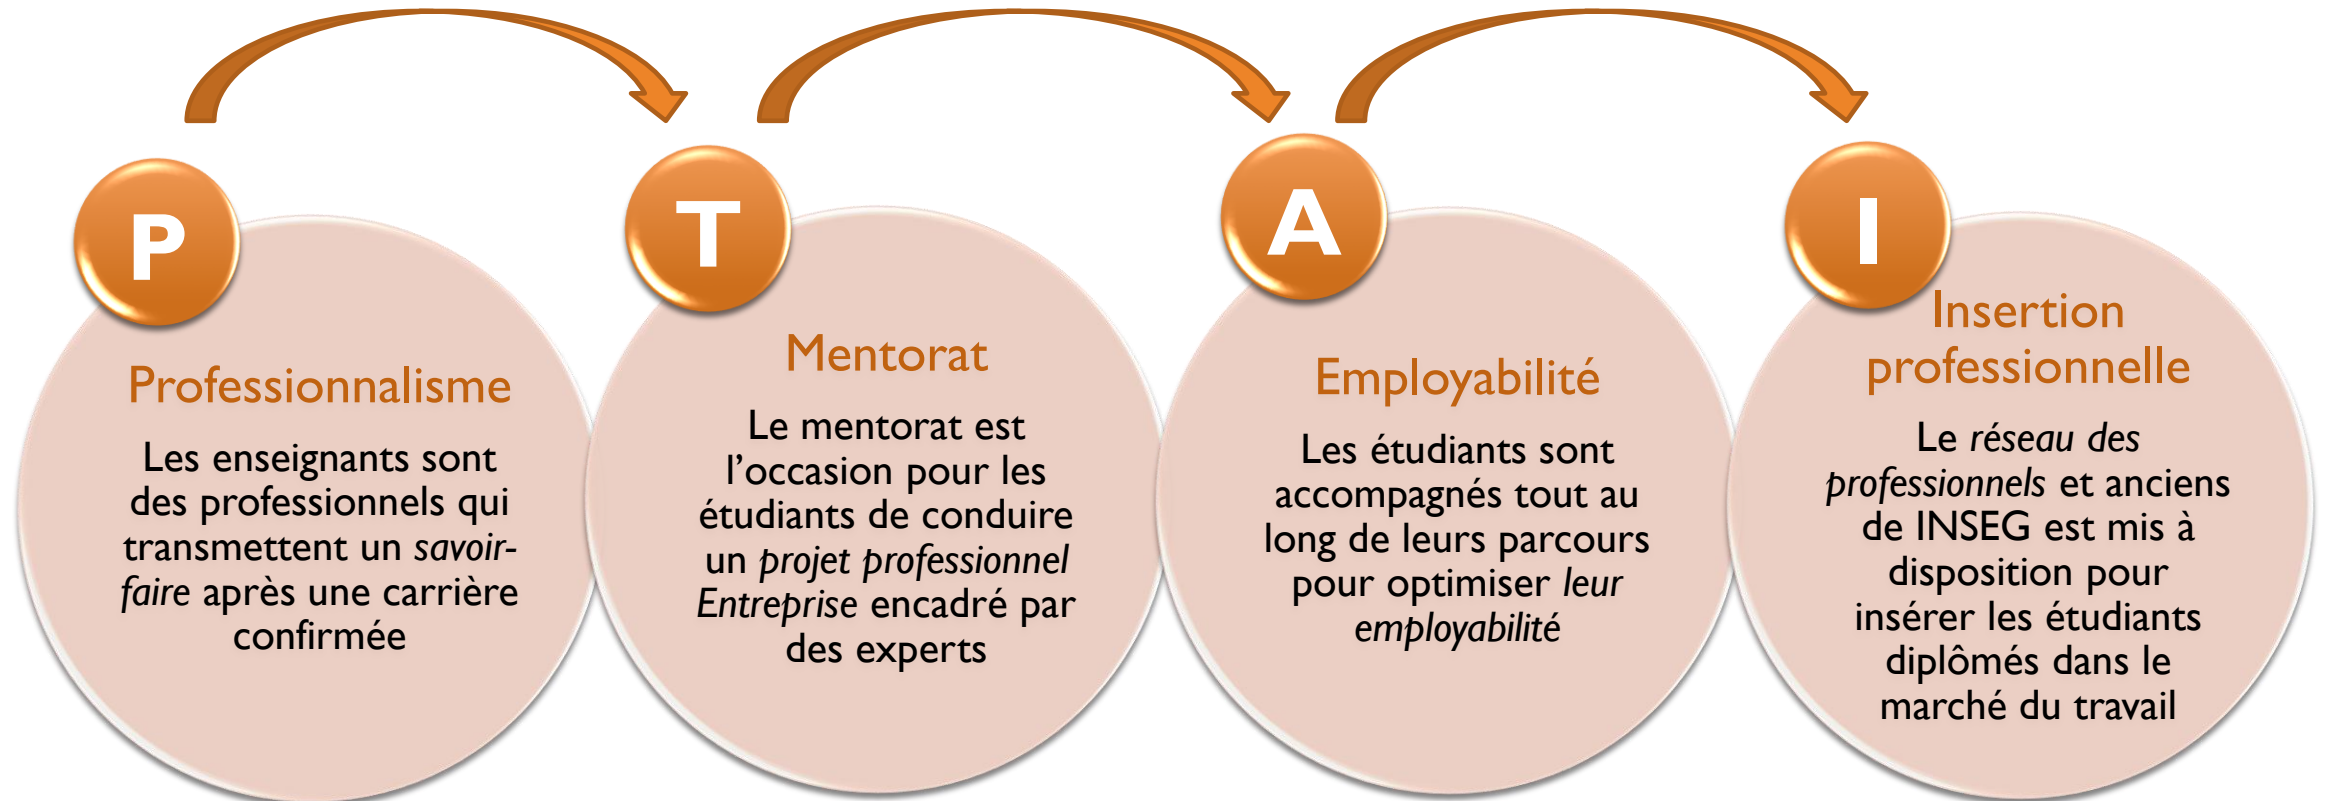 P
Professionnalisme
Les enseignants sont
des professionnels qui
transmettent un savoir-
faire après une carrière
confirmée
T
Mentorat
Le mentorat est
l’occasion pour les
étudiants de conduire
un projet professionnel
Entreprise encadré par
des experts
A
Employabilité
Les étudiants sont
accompagnés tout au
long de leurs parcours
pour optimiser leur
employabilité
I
Insertion
professionnelle
Le réseau des
professionnels et anciens
de INSEG est mis à
disposition pour
insérer les étudiants
diplômés dans le
marché du travail